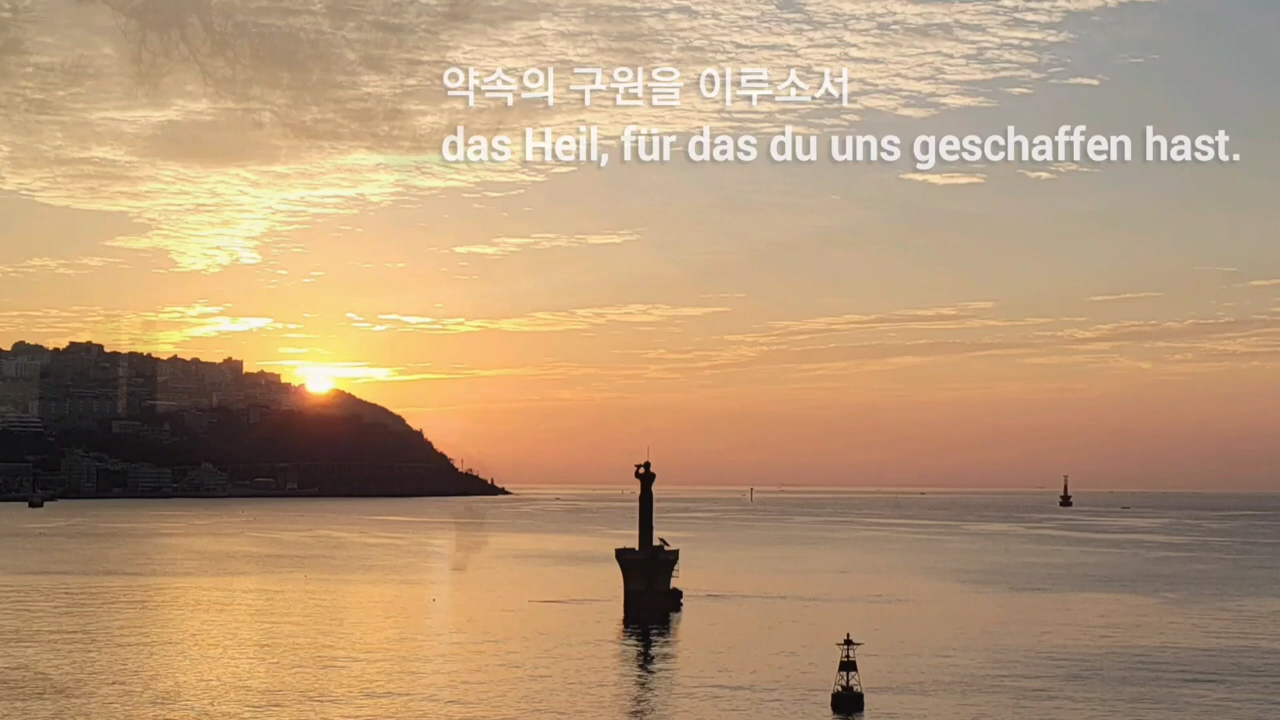 약속의 구원을 이루소서
das Heil, für das du uns geschaffen hast.